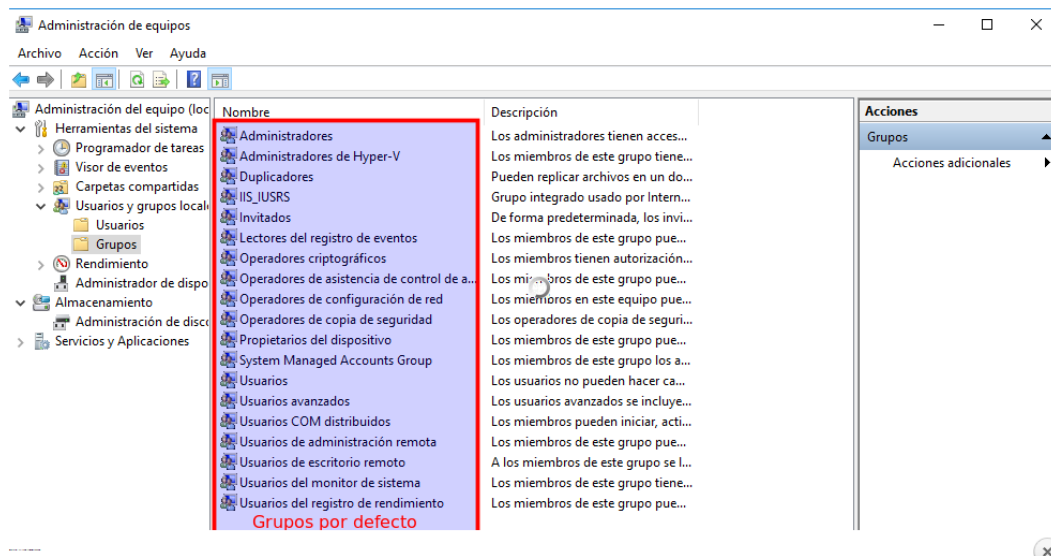 Administración de equipos
Archivo Acción Ver Ayuda
Administración del equipo (loc
Herramientas del sistema
Programador de tareas
Visor de eventos
Carpetas compartidas
Usuarios y grupos local
Usuarios
Grupos
Rendimiento
Administrador de dispo
Almacenamiento
Administración de disco
Servicios y Aplicaciones
Nombre Descripción
Administradores Los administradores tienen acces...
Administradores de Hyper-V Los miembros de este grupo tiene...
Duplicadores Pueden replicar archivos en un do...
IIS_IUSRS Grupo integrado usado por Intern...
Invitados De forma predeterminada, los invi...
Lectores del registro de eventos Los miembros de este grupo pue...
Operadores criptográficos Los miembros tienen autorización...
Operadores de asistencia de control de a... Los miembros de este grupo pue...
Operadores de configuración de red Los miembros en este equipo pue...
Operadores de copia de seguridad Los operadores de copia de seguri...
Propietarios del dispositivo Los miembros de este grupo pue...
System Managed Accounts Group Los miembros de este grupo los a...
Usuarios Los usuarios no pueden hacer ca...
Usuarios avanzados Los usuarios avanzados se incluye...
Usuarios COM distribuidos Los miembros pueden iniciar, acti...
Usuarios de administración remota Los miembros de este grupo pue...
Usuarios de escritorio remoto A los miembros de este grupo se l...
Usuarios del monitor de sistema Los miembros de este grupo tiene...
Usuarios del registro de rendimiento Los miembros de este grupo pue...
Grupos por defecto
Acciones
Grupos
Acciones adicionales